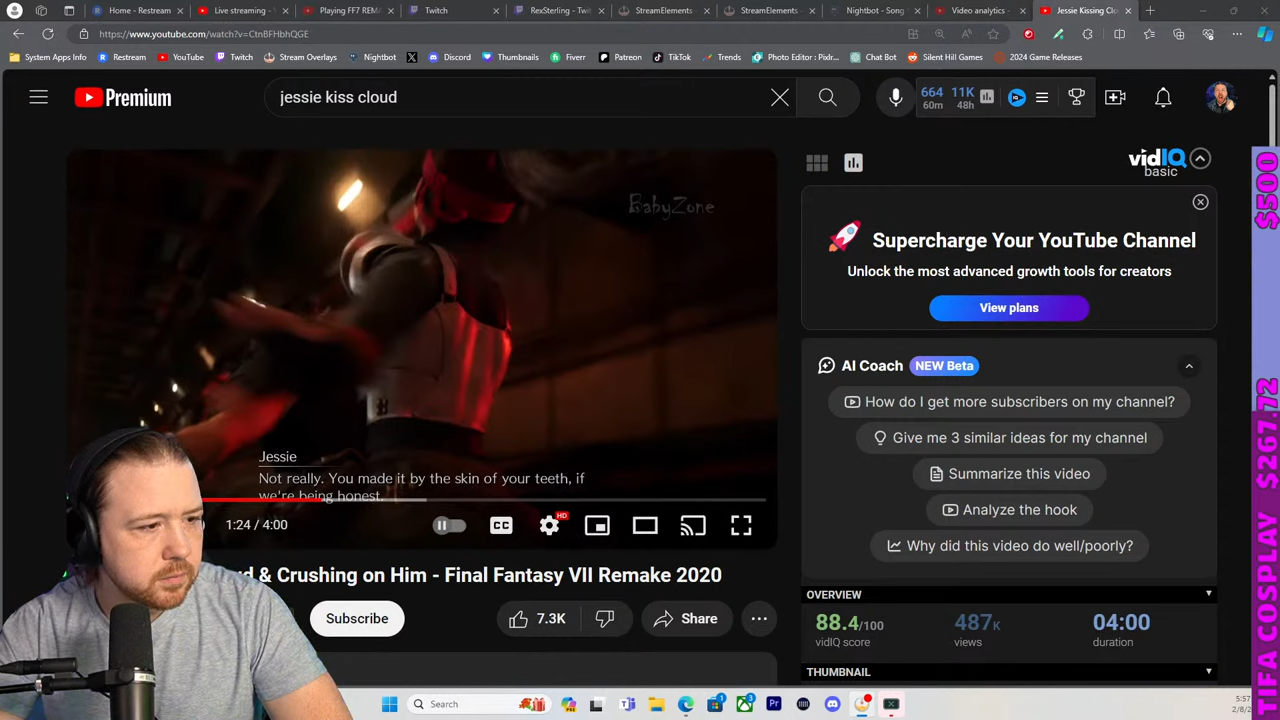 Home - Restream
Live streaming -
Playing FF7 REM
Twitch
RexSterling - Twi
StreamElements
StreamElements
Nightbot - Song
Video analytics
Jessie Kissing Clo
https://www.youtube.com/watch?v=CtnBFHbhQGE
System Apps Info
Restream
YouTube
Twitch
Streamlabs
Nightbot
X
Discord
Thumbnails
Fiverr
Patreon
TikTok
Trends
Photo Editor : Pixlr...
Chat Bot
Silent Hill Games
2024 Game Releases
Premium
jessie kiss cloud
664 11K
60m 48h
BabyZone
vidIQ
basic
Supercharge Your YouTube Channel
Unlock the most advanced growth tools for creators
View plans
AI Coach NEW Beta
How do I get more subscribers on my channel?
Give me 3 similar ideas for my channel
Summarize this video
Analyze the hook
Why did this video do well/poorly?
Jessie
Not really. You made it by the skin of your teeth, if
we're being honest.
1:24 / 4:00
CC
HD
& Crushing on Him - Final Fantasy VII Remake 2020
Subscribe
7.3K
Share
OVERVIEW
88.4/100
vidIQ score
487K
views
04:00
duration
THUMBNAIL
Search
5:57
2/8/2
$500
TIFA COSPLAY $267.72